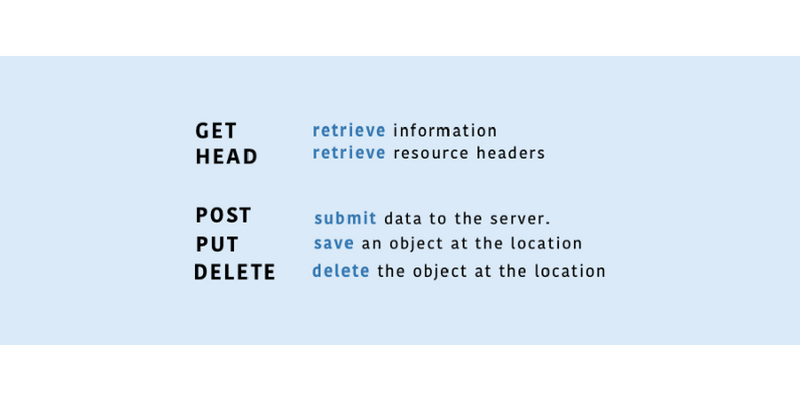 GET retrieve information
HEAD retrieve resource headers
POST submit data to the server.
PUT save an object at the location
DELETE delete the object at the location